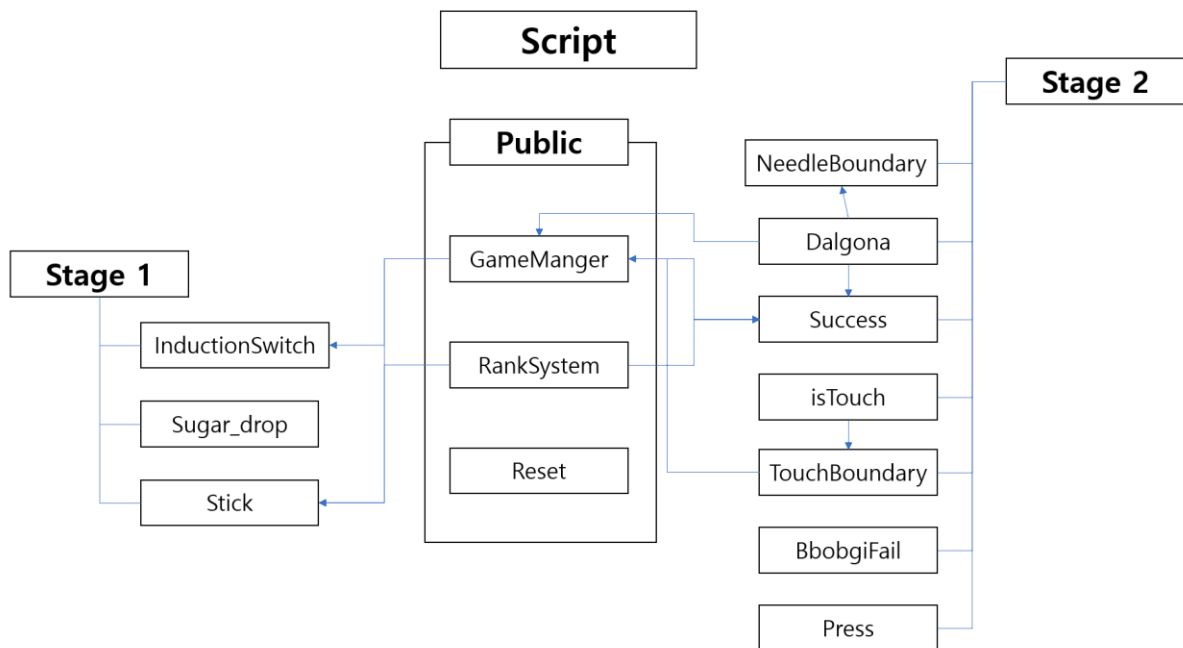 Script
Stage 2
Public
NeedleBoundary
Dalgona
GameManger
Stage 1
Success
InductionSwitch
RankSystem
isTouch
Sugar_drop
Reset
TouchBoundary
Stick
BbobgiFail
Press